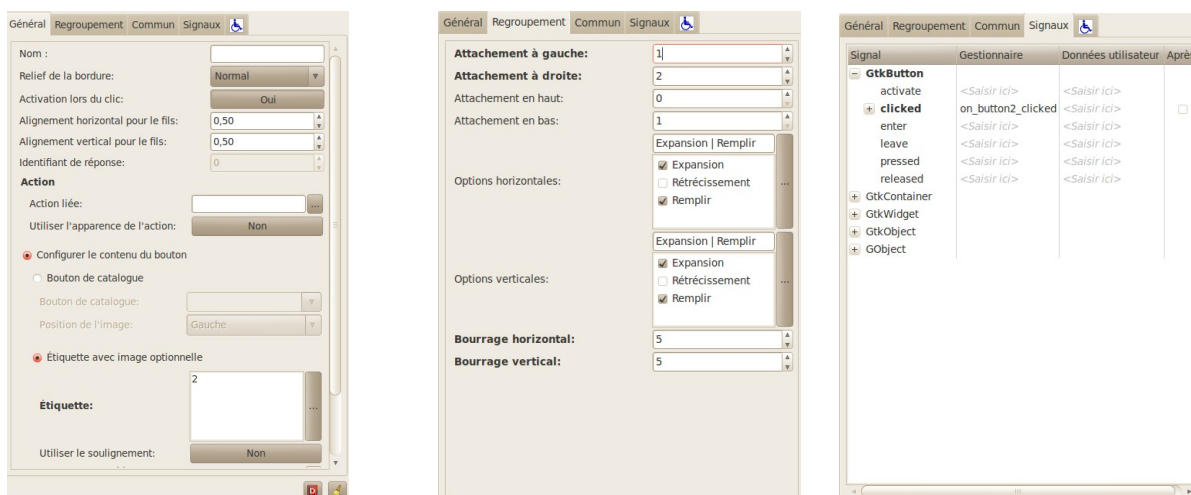 Général Regroupement Commun Signaux
Nom :
Relief de la bordure: Normal
Activation lors du clic: Oui
Alignement horizontal pour le fils: 0,50
Alignement vertical pour le fils: 0,50
Identifiant de réponse: 0
Action
Action liée: ...
Utiliser l'apparence de l'action: Non
Configurer le contenu du bouton
Bouton de catalogue
Bouton de catalogue:
Position de l'image: Gauche
Étiquette avec image optionnelle
2
Étiquette: ...
Utiliser le soulignement: Non
Général Regroupement Commun Signaux
Attachement à gauche: 1
Attachement à droite: 2
Attachement en haut: 0
Attachement en bas: 1
Expansion | Remplir
Expansion
Options horizontales: Rétrécissement ...
Remplir
Expansion | Remplir
Expansion
Options verticales: Rétrécissement ...
Remplir
Bourrage horizontal: 5
Bourrage vertical: 5
Général Regroupement Commun Signaux
Signal Gestionnaire Données utilisateur Après
GtkButton
activate <Saisir ici> <Saisir ici>
clicked on_button2_clicked <Saisir ici>
enter <Saisir ici> <Saisir ici>
leave <Saisir ici> <Saisir ici>
pressed <Saisir ici> <Saisir ici>
released <Saisir ici> <Saisir ici>
GtkContainer
GtkWidget
GtkObject
GObject